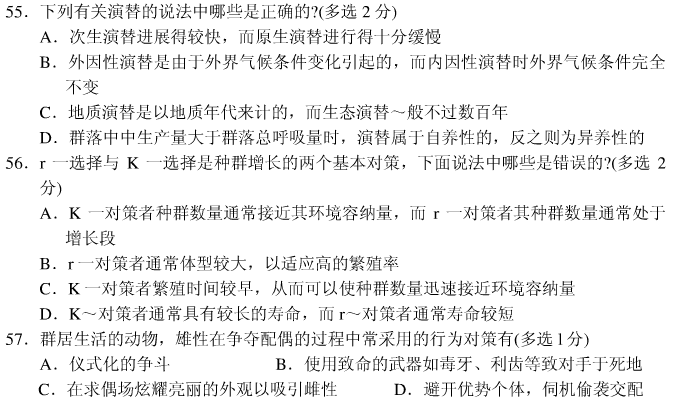 55．下列有关演替的说法中哪些是正确的?(多选 2 分)
A．次生演替进展得较快，而原生演替进行得十分缓慢
B．外因性演替是由于外界气候条件变化引起的，而内因性演替时外界气候条件完全
不变
C．地质演替是以地质年代来计的，而生态演替～般不过数百年
D．群落中中生产量大于群落总呼吸量时，演替属于自养性的，反之则为异养性的
56．r 一选择与 K 一选择是种群增长的两个基本对策，下面说法中哪些是错误的?(多选 2
分)
A．K 一对策者种群数量通常接近其环境容纳量，而 r 一对策者其种群数量通常处于
增长段
B．r 一对策者通常体型较大，以适应高的繁殖率
C．K 一对策者繁殖时间较早，从而可以使种群数量迅速接近环境容纳量
D．K～对策者通常具有较长的寿命，而 r～对策者通常寿命较短
57．群居生活的动物，雄性在争夺配偶的过程中常采用的行为对策有(多选 1 分)
A．仪式化的争斗 B．使用致命的武器如毒牙、利齿等致对手于死地
C．在求偶场炫耀亮丽的外观以吸引雌性 D．避开优势个体，伺机偷袭交配